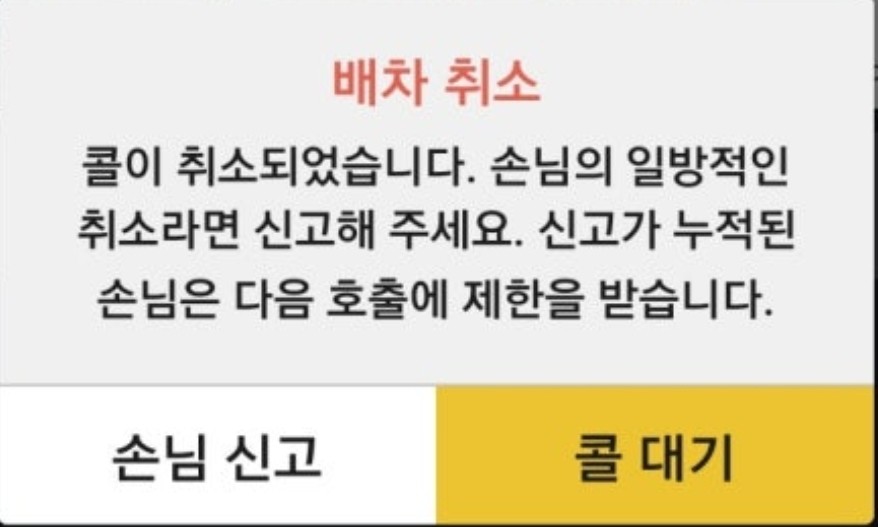 배차 취소
콜이 취소되었습니다. 손님의 일방적인
취소라면 신고해 주세요. 신고가 누적된
손님은 다음 호출에 제한을 받습니다.
손님 신고
콜 대기